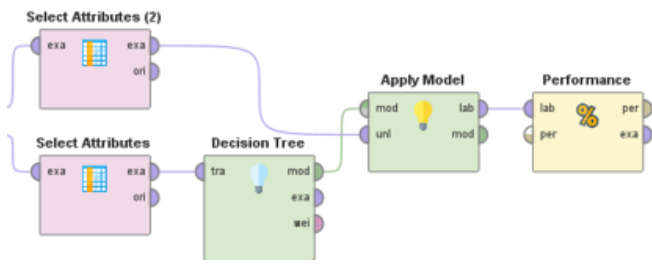 Select Attributes (2)
exa exa
ori
Apply Model
mod lab
unl mod
Performance
lab per
per exa
%
Select Attributes
exa exa
ori
Decision Tree
tra mod
exa
wei